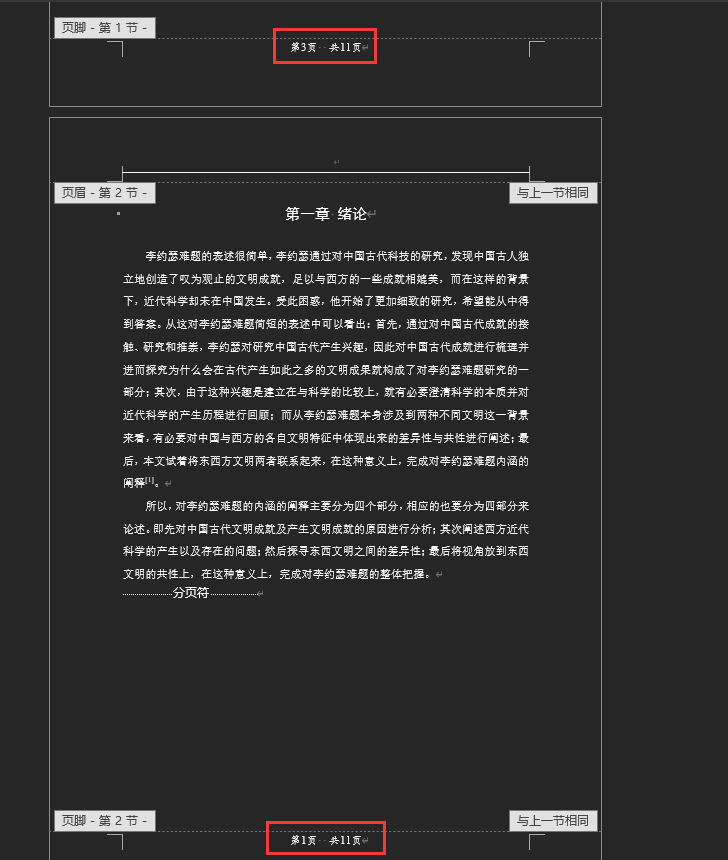 页脚 - 第 1 节 -
第3页 共11页
页眉 - 第 2 节 -
与上一节相同
第一章 绪论
李约瑟难题的表述很简单，李约瑟通过对中国古代科技的研究，发现中国古人独
立地创造了叹为观止的文明成就，足以与西方的一些成就相媲美，而在这样的背景
下，近代科学却未在中国发生。受此困惑，他开始了更加细致的研究，希望能从中得
到答案。从这对李约瑟难题简短的表述中可以看出：首先，通过对中国古代成就的接
触、研究和推崇，李约瑟对研究中国古代产生兴趣，因此对中国古代成就进行梳理并
进而探究为什么会在古代产生如此之多的文明成果就构成了对李约瑟难题研究的一
部分；其次，由于这种兴趣是建立在与科学的比较上，就有必要澄清科学的本质并对
近代科学的产生历程进行回顾；而从李约瑟难题本身涉及到两种不同文明这一背景
来看，有必要对中国与西方的各自文明特征中体现出来的差异性与共性进行阐述；最
后，本文试着将东西方文明两者联系起来，在这种意义上，完成对李约瑟难题内涵的
阐释[1]。
所以，对李约瑟难题的内涵的阐释主要分为四个部分，相应的也要分为四部分来
论述。即先对中国古代文明成就及产生文明成就的原因进行分析；其次阐述西方近代
科学的产生以及存在的问题；然后探寻东西文明之间的差异性；最后将视角放到东西
文明的共性上，在这种意义上，完成对李约瑟难题的整体把握。
分页符
页脚 - 第 2 节 -
与上一节相同
第1页 共11页